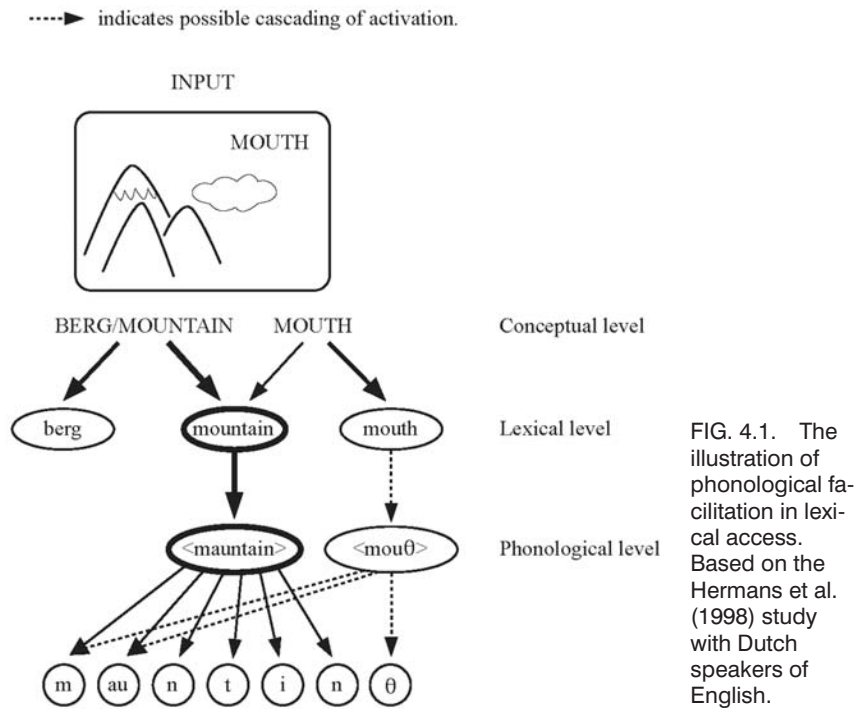 indicates possible cascading of activation.
INPUT
MOUTH
BERG/MOUNTAIN MOUTH Conceptual level
berg mountain mouth Lexical level
<mauntain> <mouθ> Phonological level
m au n t i n θ
FIG. 4.1. The
illustration of
phonological fa-
cilitation in lexi-
cal access.
Based on the
Hermans et al.
(1998) study
with Dutch
speakers of
English.